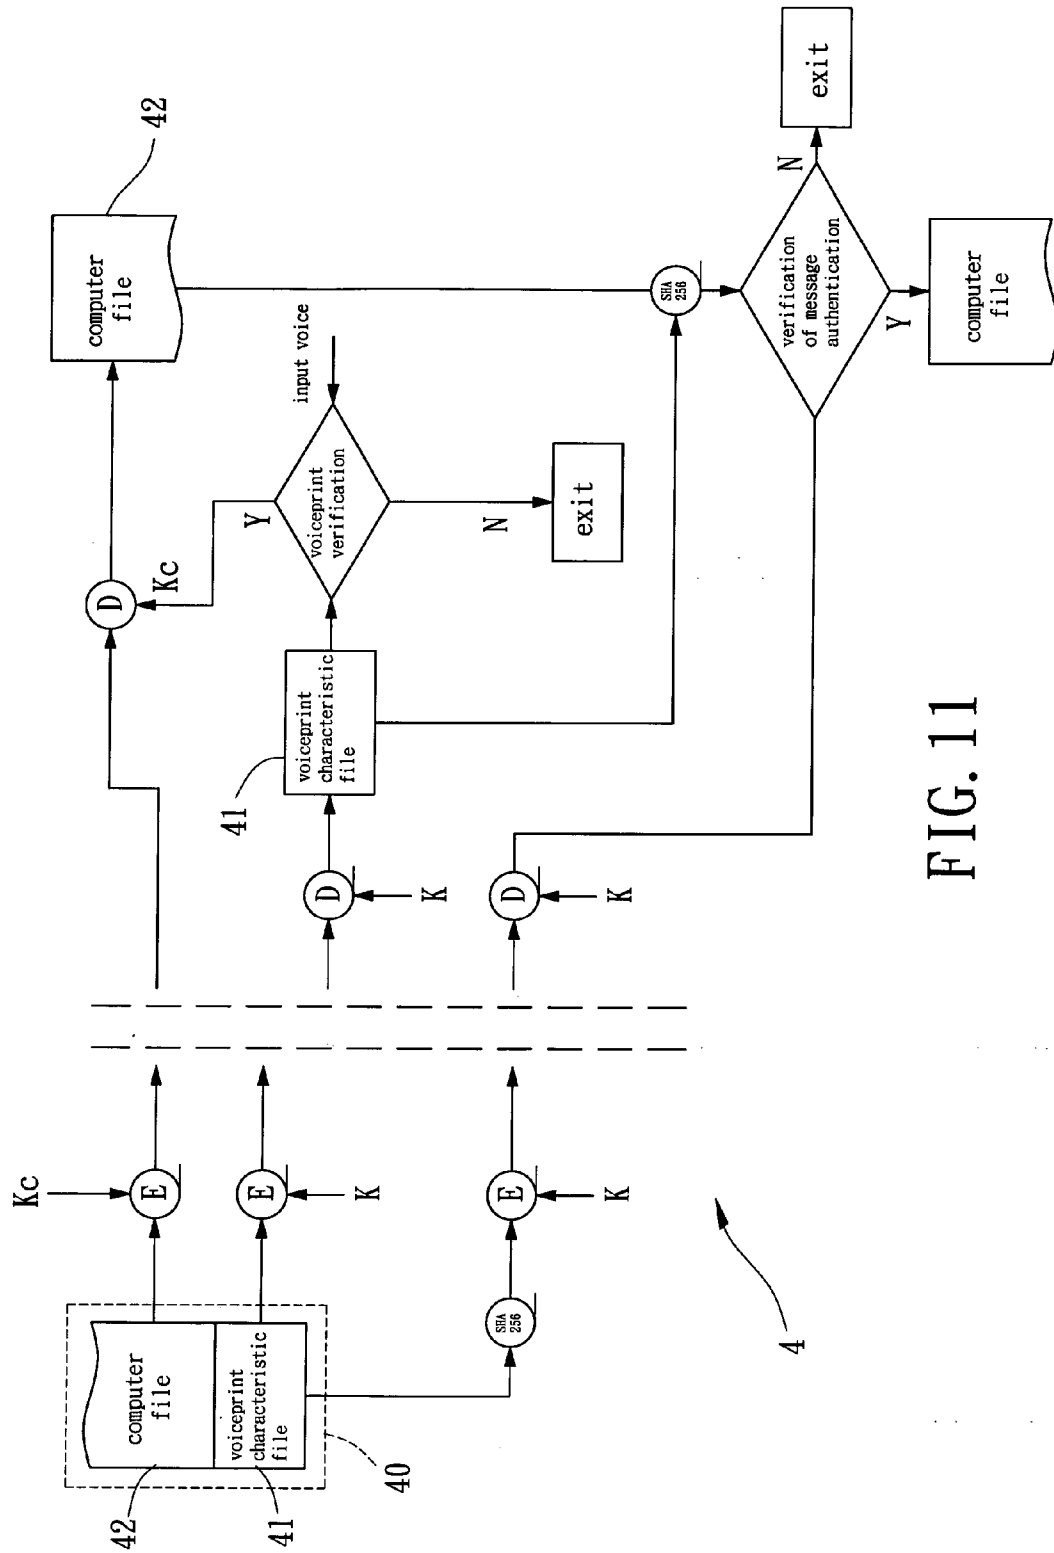 42
41
40
computer
file
voiceprint
characteristic
file
Kc
E
E
K
SHA
256
E
K
4
D
K
D
K
41
voiceprint
characteristic
file
D
Kc
Y
voiceprint
verification
input voice
N
exit
computer
file
42
SHA
256
verification
of message
authentication
N
exit
Y
computer
file
FIG. 11